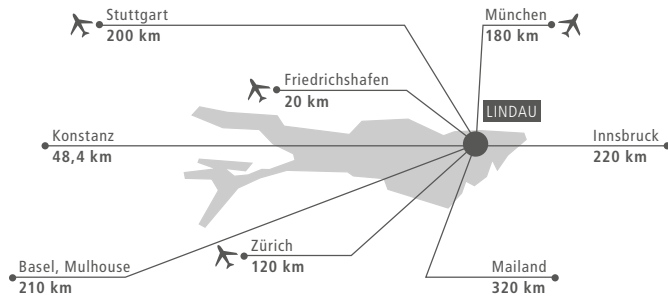 Stuttgart
200 km
München
180 km
Friedrichshafen
20 km
LINDAU
Konstanz
48,4 km
Innsbruck
220 km
Zürich
120 km
Basel, Mulhouse
210 km
Mailand
320 km